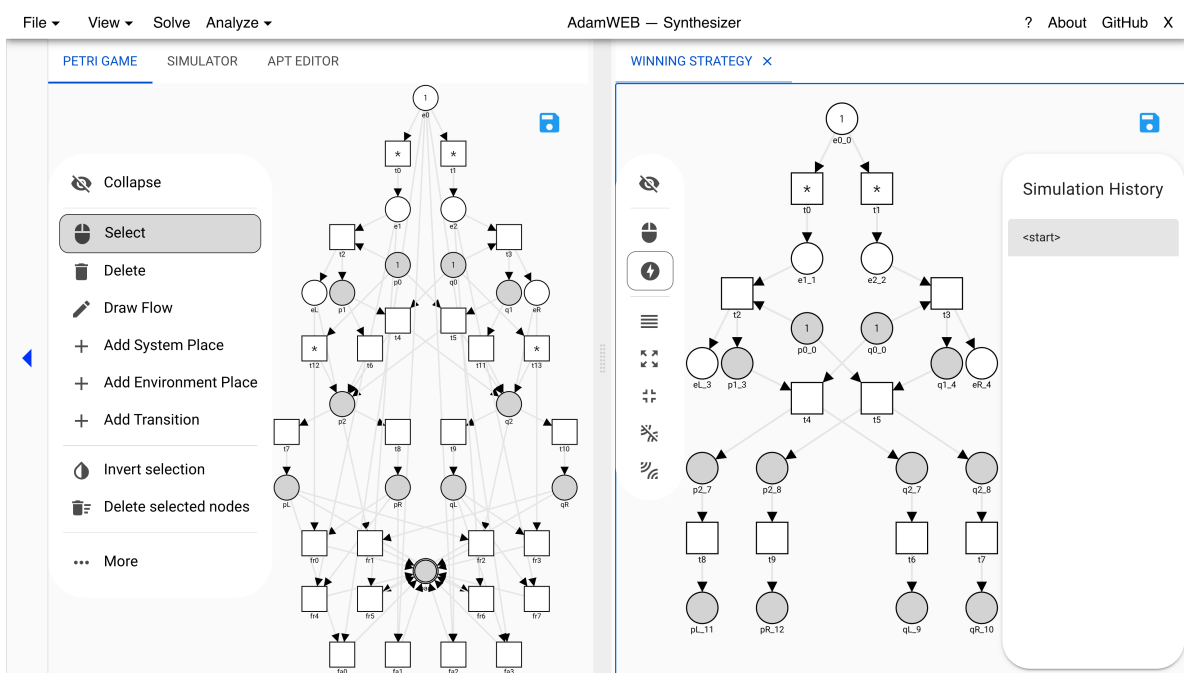 File View Solve Analyze AdamWEB — Synthesizer ? About GitHub X
PETRI GAME SIMULATOR APT EDITOR
Collapse
Select
Delete
Draw Flow
Add System Place
Add Environment Place
Add Transition
Invert selection
Delete selected nodes
More
1
e0
* *
t0 t1
e1 e2
t2 t3
1 1
p0 q0
eL p1 q1 eR
t4 t5
* *
t12 t6 t11 t13
p2 q2
t7 t8 t9 t10
pL pR qL qR
fr0 fr1 fr2 fr3
fr4 fr5 fr6 fr7
fa0 fa1 fa2 fa3
WINNING STRATEGY ×
1
e0_0
* *
t0 t1
e1_1 e2_2
t2 t3
1 1
p0_0 q0_0
eL_3 p1_3 q1_4 eR_4
t4 t5
p2_7 p2_8 q2_7 q2_8
t8 t9 t6 t7
pL_11 pR_12 qL_9 qR_10
Simulation History
<start>